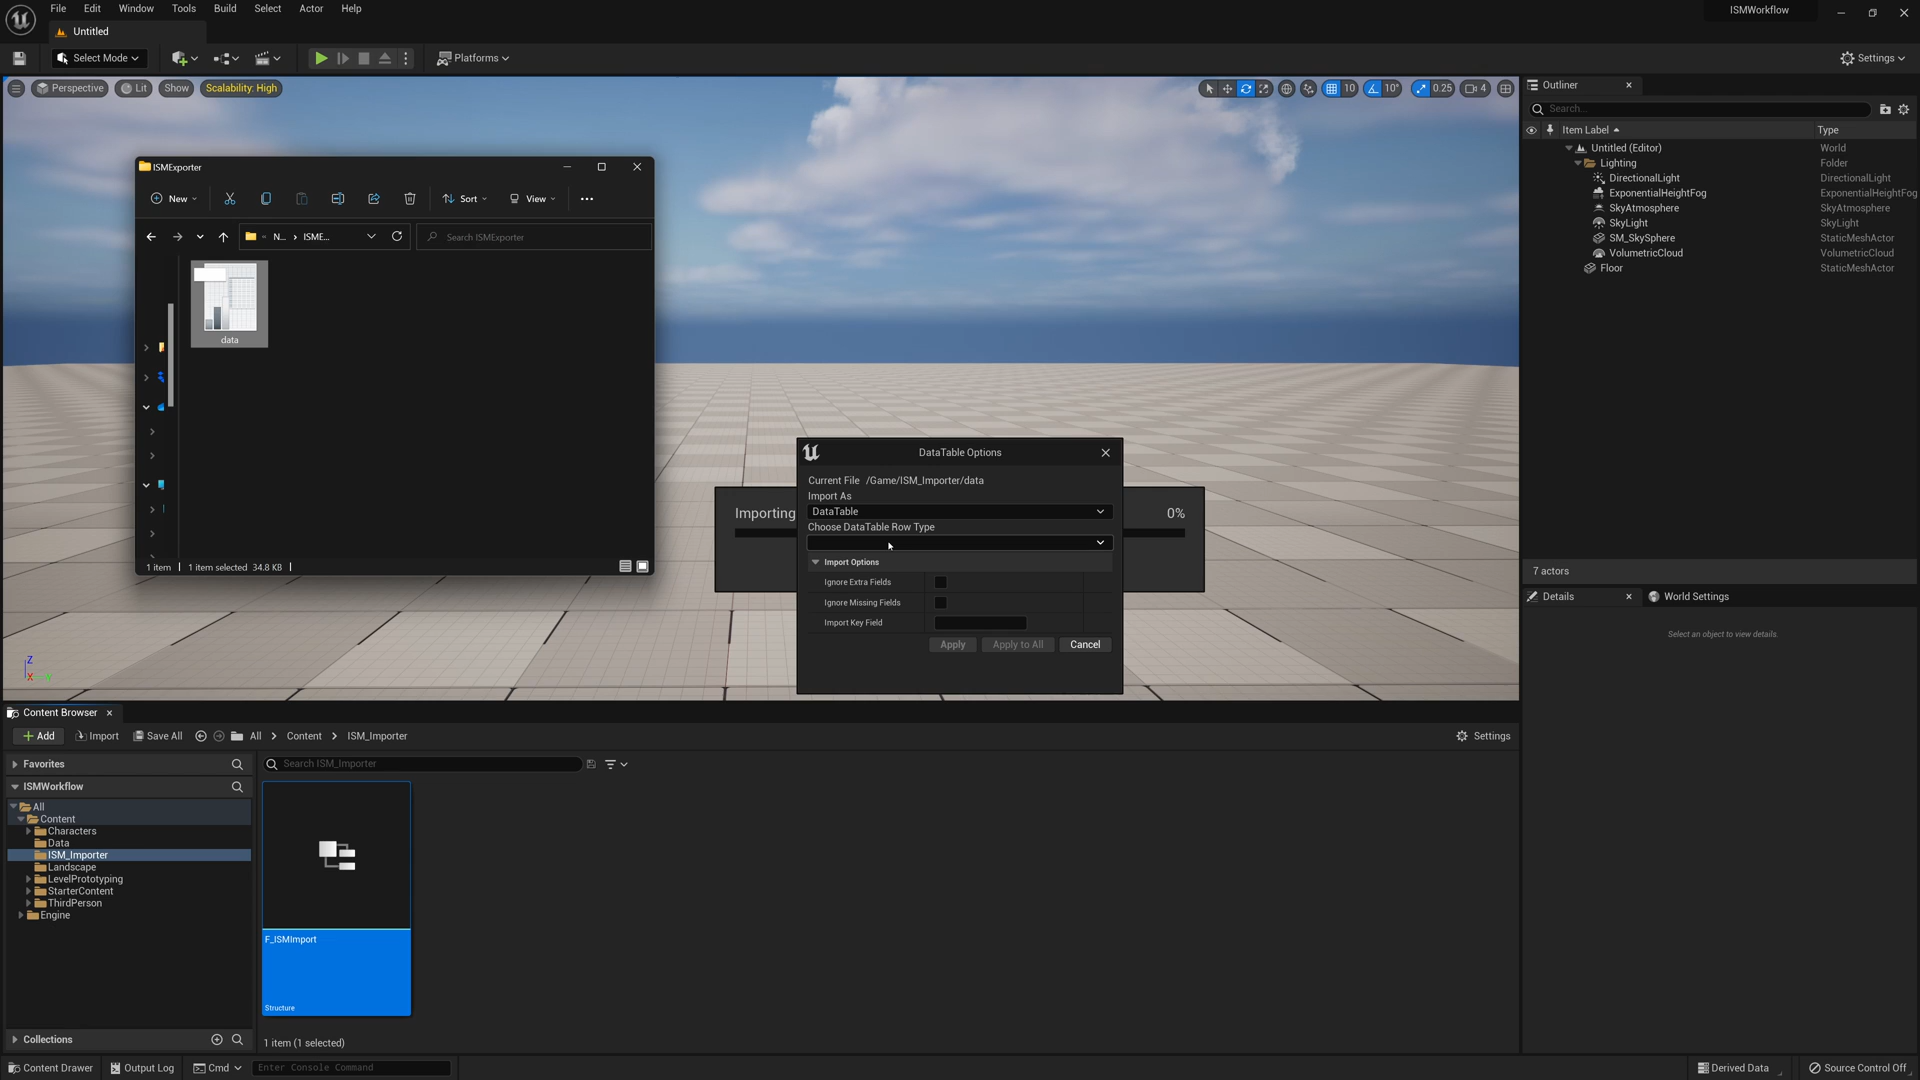 File Edit Window Tools Build Select Actor Help
ISMWorkflow
Untitled
Select Mode
Platforms
Settings
Perspective Lit Show Scalability: High
10 10° 0.25 4
ISMExporter
New Sort View
N... › ISME...
Search ISMExporter
data
1 item 1 item selected 34.8 KB
Importing
0%
DataTable Options
Current File /Game/ISM_Importer/data
Import As
DataTable
Choose DataTable Row Type
Import Options
Ignore Extra Fields
Ignore Missing Fields
Import Key Field
Apply Apply to All Cancel
Z
X Y
Outliner
Search...
Item Label Type
Untitled (Editor) World
Lighting Folder
DirectionalLight DirectionalLight
ExponentialHeightFog ExponentialHeightFog
SkyAtmosphere SkyAtmosphere
SkyLight SkyLight
SM_SkySphere StaticMeshActor
VolumetricCloud VolumetricCloud
Floor StaticMeshActor
7 actors
Details World Settings
Select an object to view details.
Content Browser
Add Import Save All All Content ISM_Importer Settings
Favorites
Search ISM_Importer
ISMWorkflow
All
Content
Characters
Data
ISM_Importer
Landscape
LevelPrototyping
StarterContent
ThirdPerson
Engine
F_ISMImport
Structure
Collections
1 item (1 selected)
Content Drawer Output Log Cmd Enter Console Command Derived Data Source Control Off